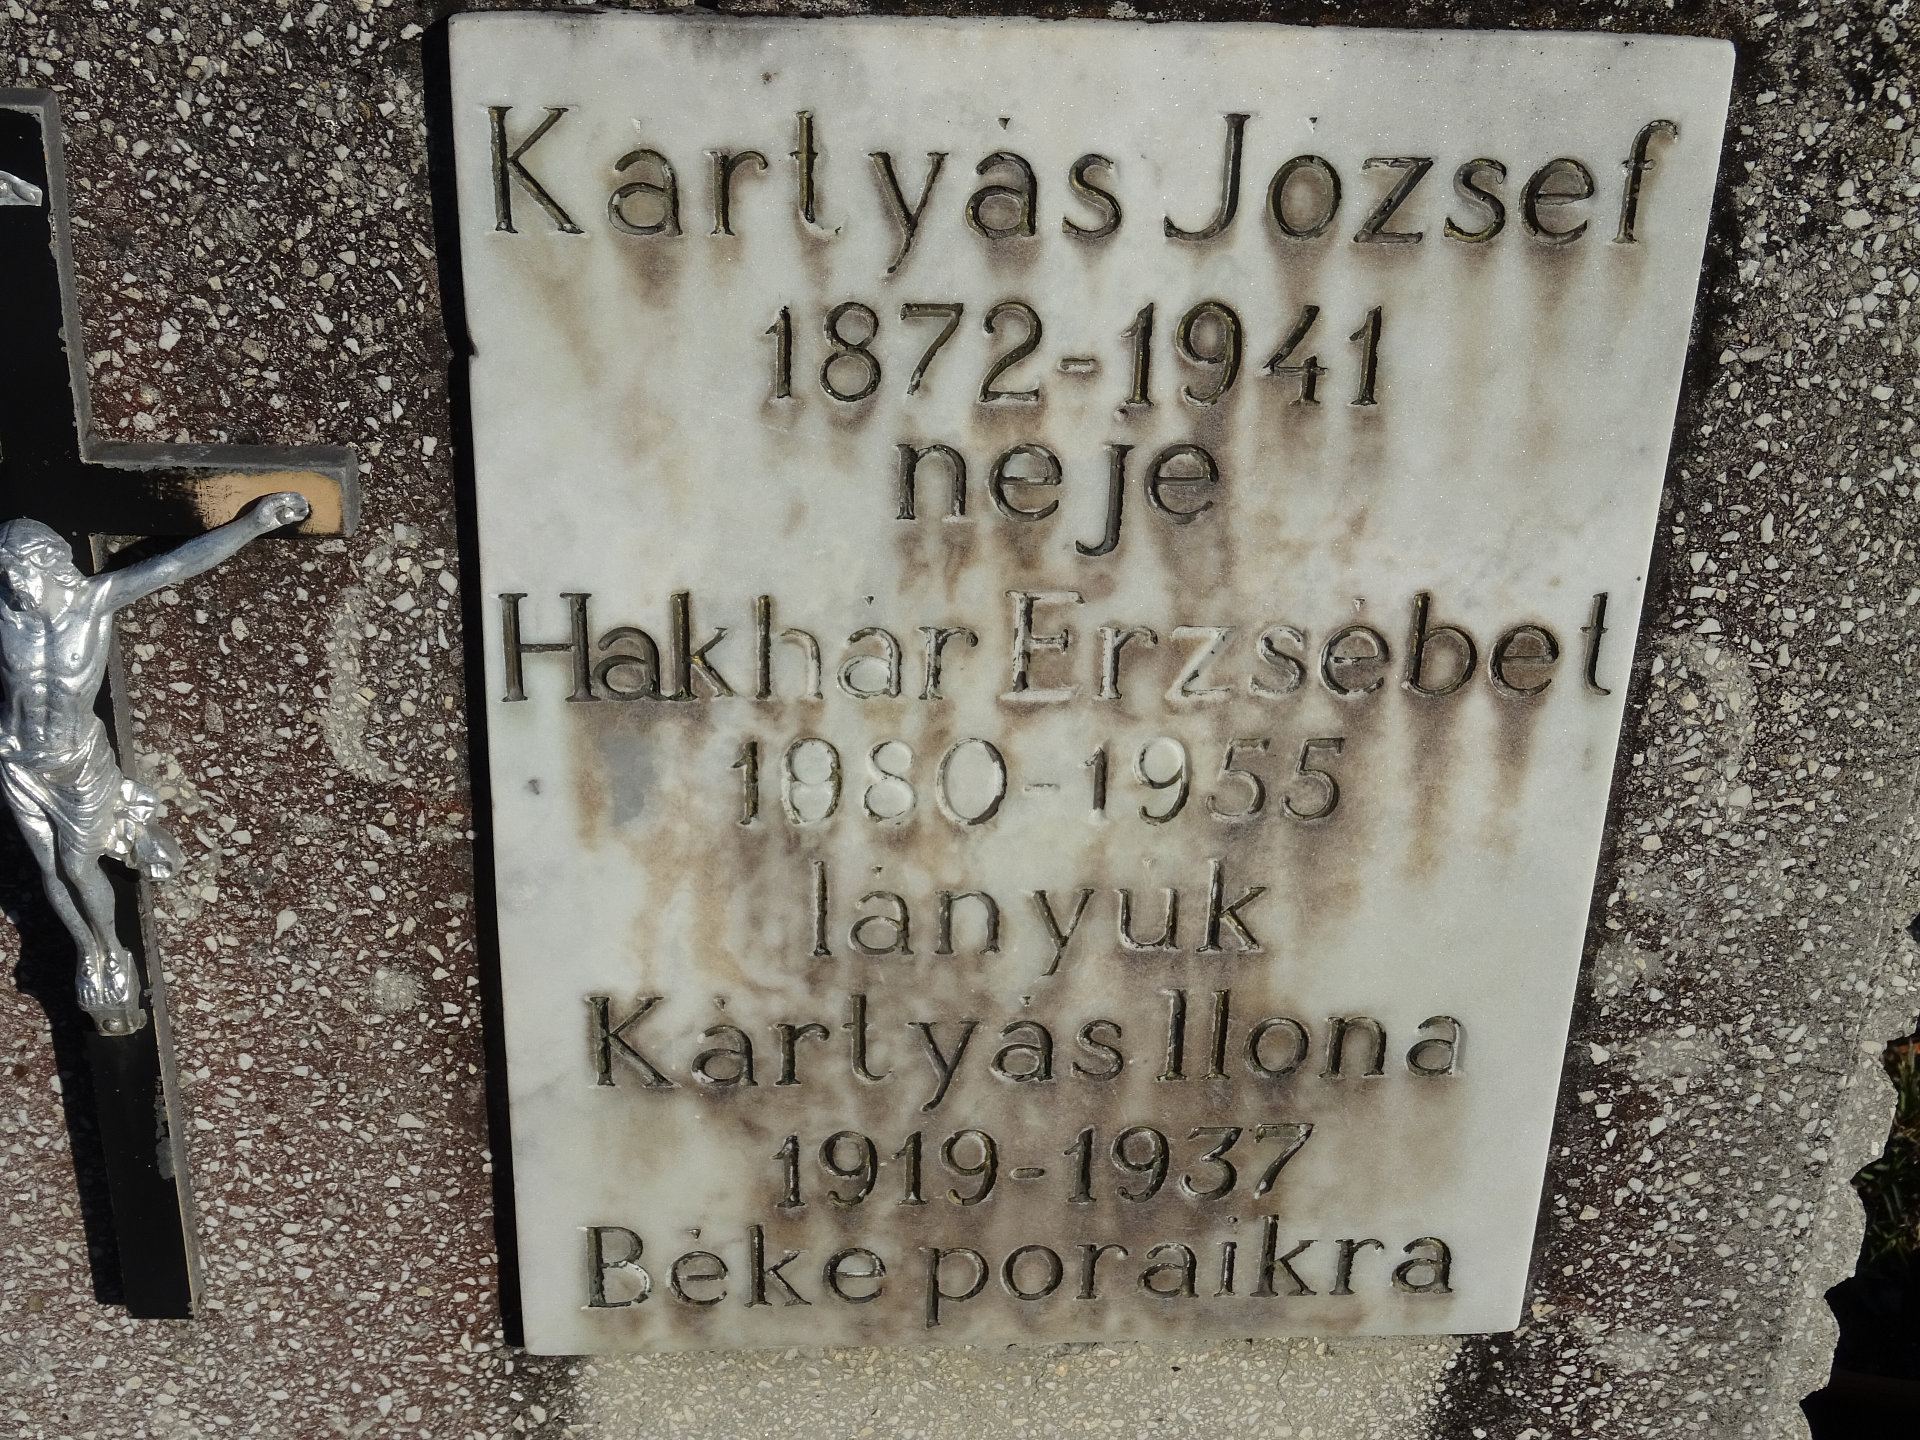 Kártyás József
1872-1941
neje
Hakhár Erzsébet
1880-1955
lányuk
Kártyás Ilona
1919-1937
Béke poraikra